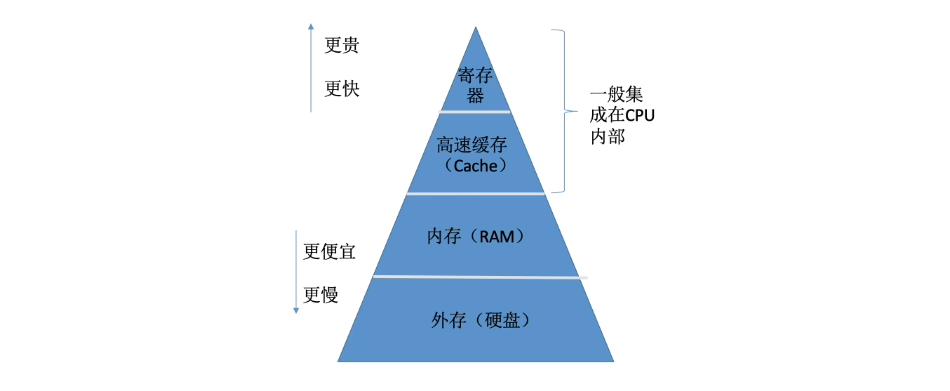 更贵
更快
寄存
器
一般集
成在CPU
内部
高速缓存
（Cache）
内存（RAM）
更便宜
更慢
外存（硬盘）